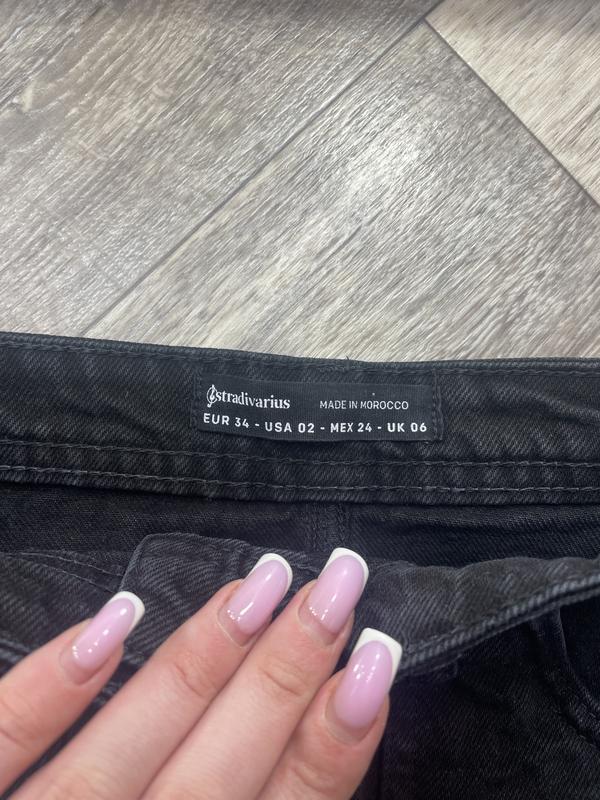 stradivarius MADE IN MOROCCO
EUR 34 - USA 02 - MEX 24 - UK 06